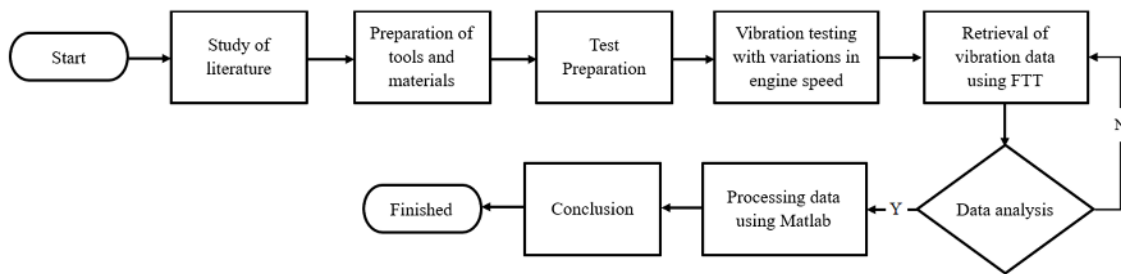 Start
Study of
literature
Preparation of
tools and
materials
Test
Preparation
Vibration testing
with variations in
engine speed
Retrieval of
vibration data
using FTT
N
Data analysis
Y
Processing data
using Matlab
Conclusion
Finished